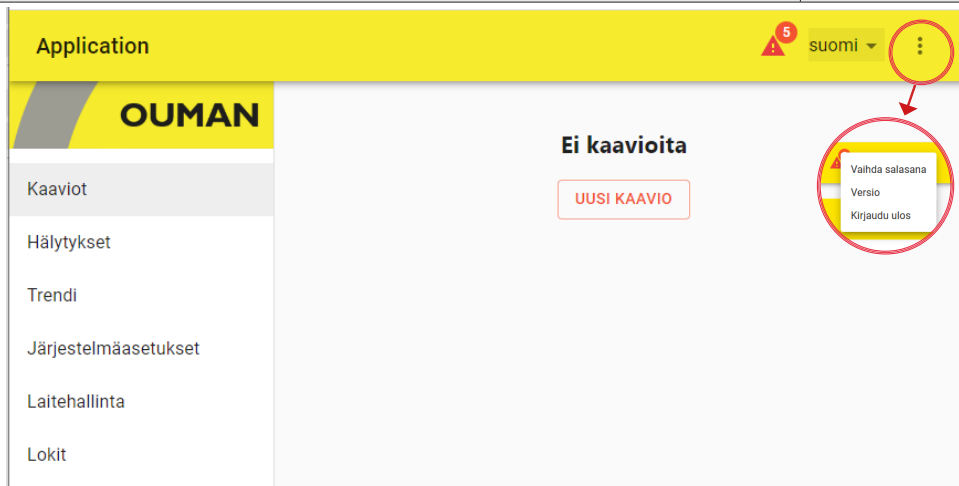 Application
5
suomi
OUMAN
Kaaviot
Hälytykset
Trendi
Järjestelmäasetukset
Laitehallinta
Lokit
Ei kaavioita
UUSI KAAVIO
Vaihda salasana
Versio
Kirjaudu ulos